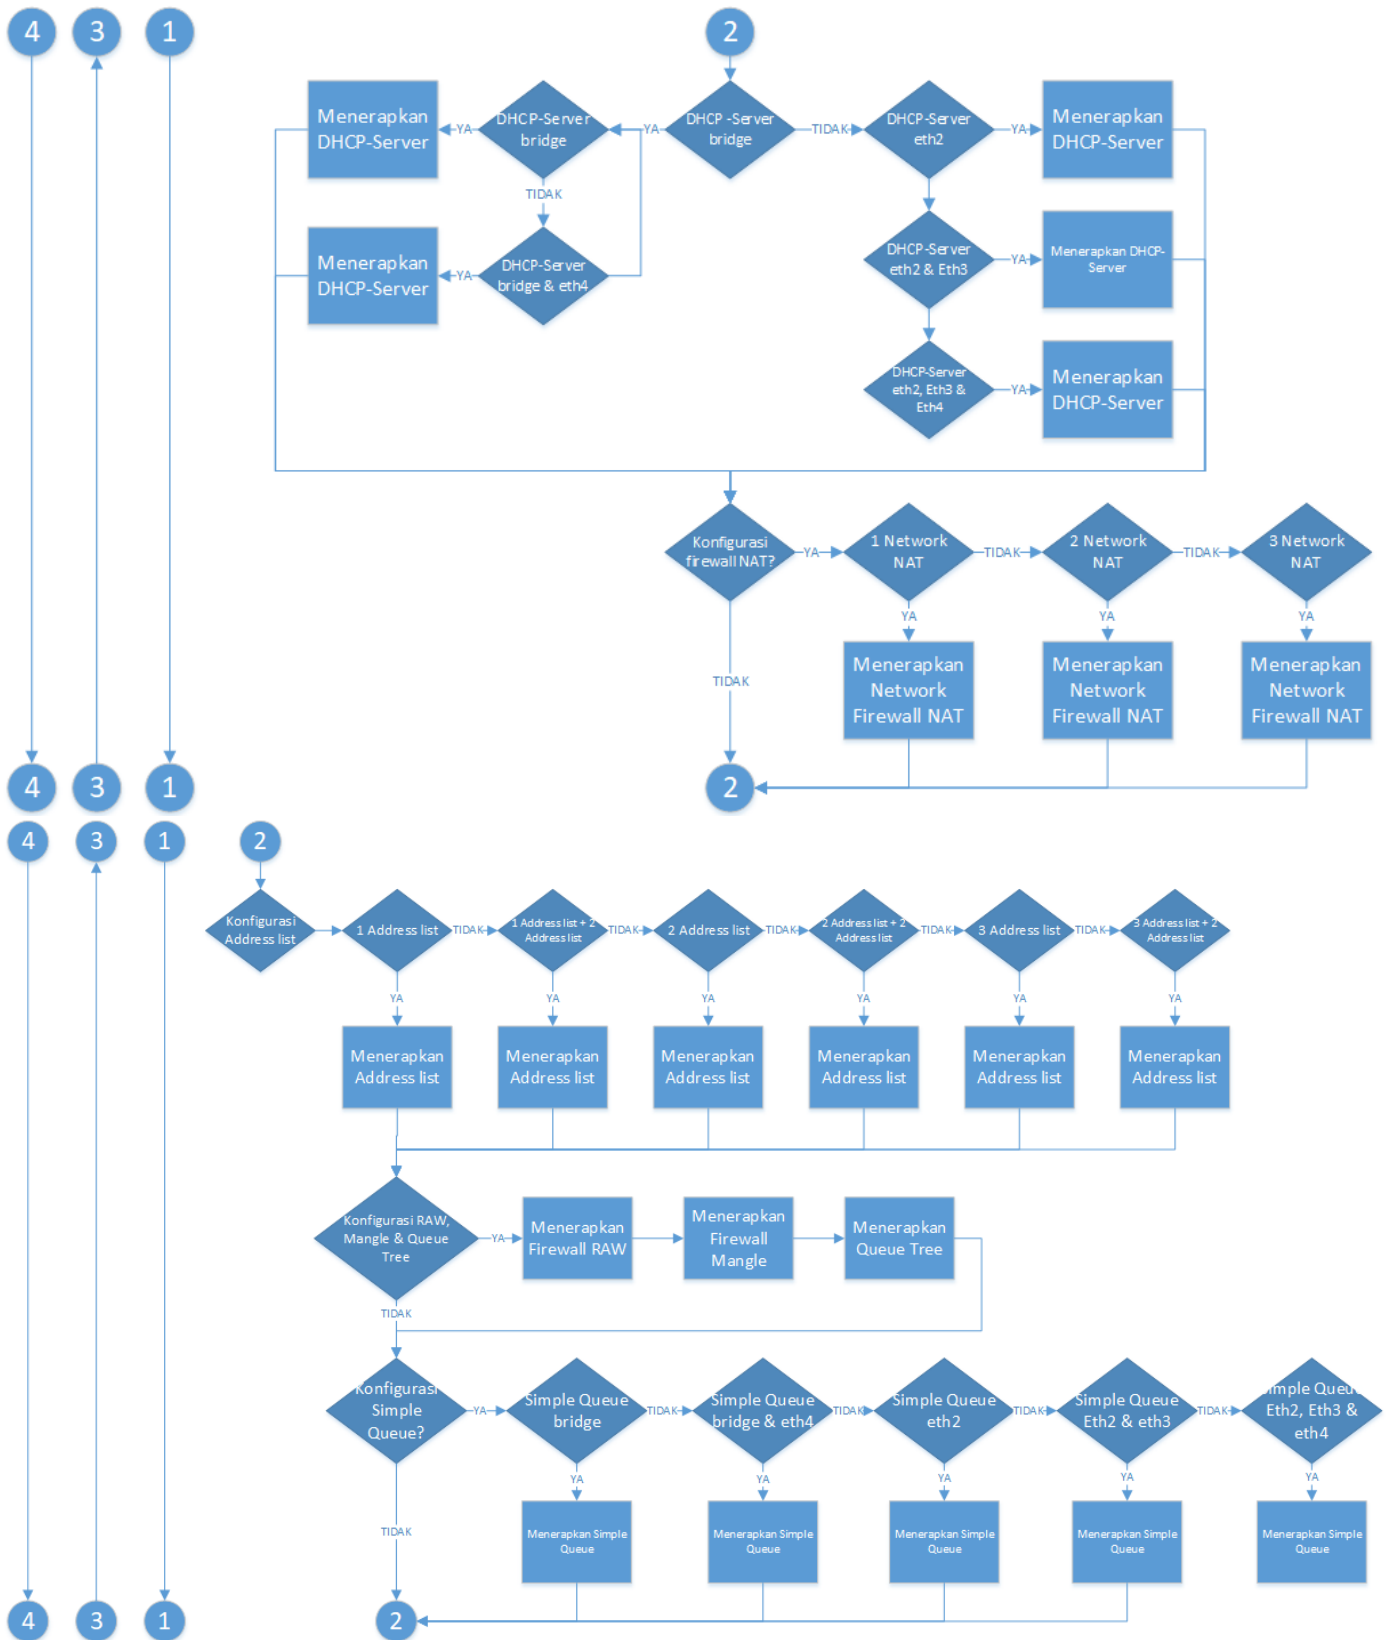 4
3
1
2
Menerapkan
DHCP-Server
YA
DHCP-Server
bridge
YA
DHCP -Server
bridge
TIDAK
DHCP-Server
eth2
YA
Menerapkan
DHCP-Server
TIDAK
Menerapkan
DHCP-Server
YA
DHCP-Server
bridge & eth4
DHCP-Server
eth2 & Eth3
YA
Menerapkan DHCP-
Server
DHCP-Server
eth2, Eth3 &
Eth4
YA
Menerapkan
DHCP-Server
Konfigurasi
firewall NAT?
YA
1 Network
NAT
TIDAK
2 Network
NAT
TIDAK
3 Network
NAT
YA
YA
YA
TIDAK
Menerapkan
Network
Firewall NAT
Menerapkan
Network
Firewall NAT
Menerapkan
Network
Firewall NAT
4
3
1
2
4
3
1
2
Konfigurasi
Address list
1 Address list
TIDAK
1 Address list + 2
Address list
TIDAK
2 Address list
TIDAK
2 Address list + 2
Address list
TIDAK
3 Address list
TIDAK
3 Address list + 2
Address list
YA
YA
YA
YA
YA
YA
Menerapkan
Address list
Menerapkan
Address list
Menerapkan
Address list
Menerapkan
Address list
Menerapkan
Address list
Menerapkan
Address list
Konfigurasi RAW,
Mangle & Queue
Tree
YA
Menerapkan
Firewall RAW
Menerapkan
Firewall
Mangle
Menerapkan
Queue Tree
TIDAK
Konfigurasi
Simple
Queue?
YA
Simple Queue
bridge
TIDAK
Simple Queue
bridge & eth4
TIDAK
Simple Queue
eth2
TIDAK
Simple Queue
Eth2 & eth3
TIDAK
Simple Queue
Eth2, Eth3 &
eth4
YA
YA
YA
YA
YA
TIDAK
Menerapkan Simple
Queue
Menerapkan Simple
Queue
Menerapkan Simple
Queue
Menerapkan Simple
Queue
Menerapkan Simple
Queue
4
3
1
2